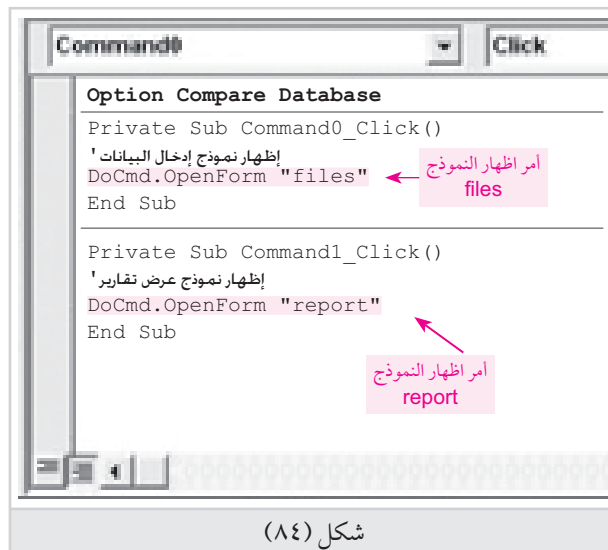 Command0 Click
Option Compare Database
Private Sub Command0_Click()
'إظهار نموذج إدخال البيانات
DoCmd.OpenForm "files"
End Sub
أمر اظهار النموذج
files
Private Sub Command1_Click()
'إظهار نموذج عرض تقارير
DoCmd.OpenForm "report"
End Sub
أمر اظهار النموذج
report
شكل (٨٤)